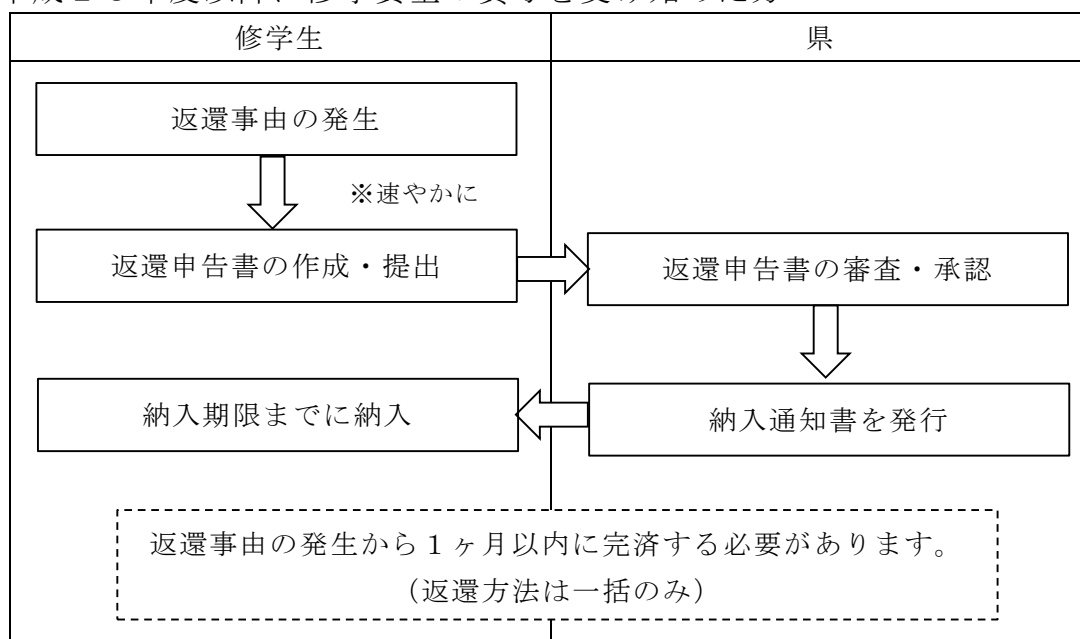 修学生
県
返還事由の発生
※速やかに
返還申告書の作成・提出
返還申告書の審査・承認
納入期限までに納入
納入通知書を発行
返還事由の発生から１ヶ月以内に完済する必要があります。
（返還方法は一括のみ）